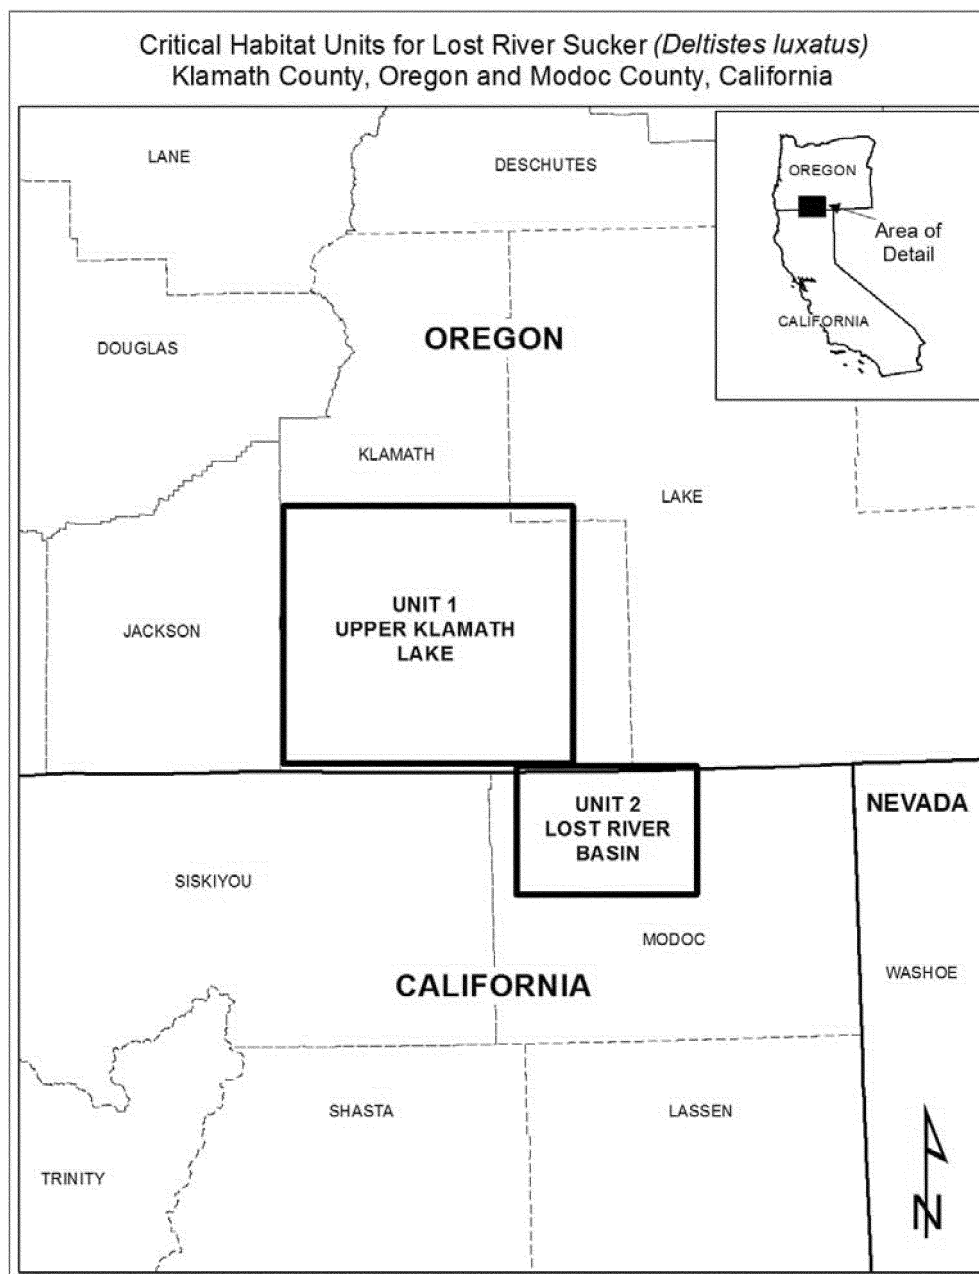 Critical Habitat Units for Lost River Sucker (Deltistes luxatus)
Klamath County, Oregon and Modoc County, California
LANE
DESCHUTES
OREGON
Area of
Detail
CALIFORNIA
DOUGLAS
OREGON
KLAMATH
LAKE
UNIT 1
UPPER KLAMATH
LAKE
JACKSON
UNIT 2
LOST RIVER
BASIN
NEVADA
SISKIYOU
MODOC
WASHOE
CALIFORNIA
SHASTA
LASSEN
TRINITY
N